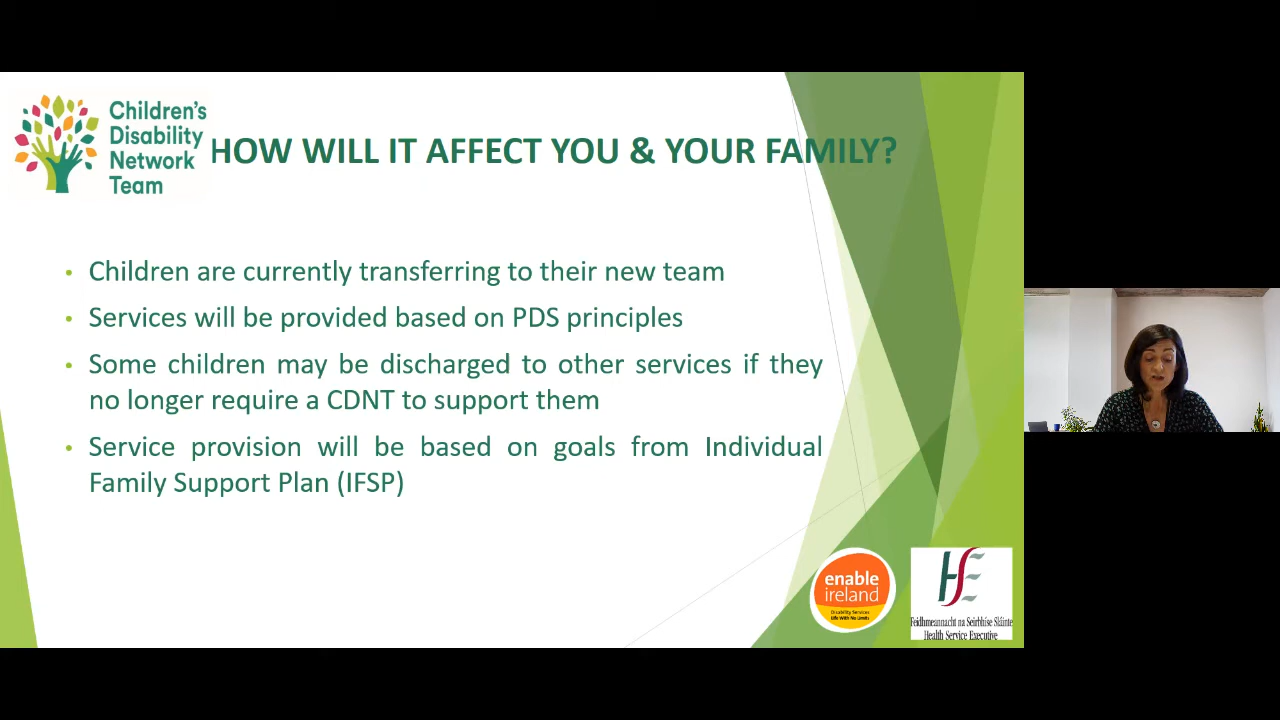 Children's
Disability
Network
Team
HOW WILL IT AFFECT YOU & YOUR FAMILY?
• Children are currently transferring to their new team
• Services will be provided based on PDS principles
• Some children may be discharged to other services if they
no longer require a CDNT to support them
• Service provision will be based on goals from Individual
Family Support Plan (IFSP)
enable
ireland
Disability Services
Life With No Limits
Feidhmeannacht na Seirbhíse Sláinte
Health Service Executive